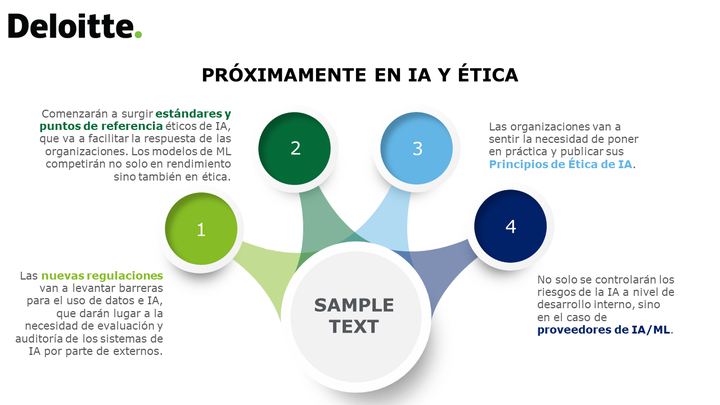 Deloitte.
PRÓXIMAMENTE EN IA Y ÉTICA
1
Las nuevas regulaciones
van a levantar barreras
para el uso de datos e IA,
que darán lugar a la
necesidad de evaluación y
auditoría de los sistemas de
IA por parte de externos.
2
Comenzarán a surgir estándares y
puntos de referencia éticos de IA,
que va a facilitar la respuesta de las
organizaciones. Los modelos de ML
competirán no solo en rendimiento
sino también en ética.
3
Las organizaciones van a
sentir la necesidad de poner
en práctica y publicar sus
Principios de Ética de IA.
4
No solo se controlarán los
riesgos de la IA a nivel de
desarrollo interno, sino
en el caso de
proveedores de IA/ML.
SAMPLE
TEXT